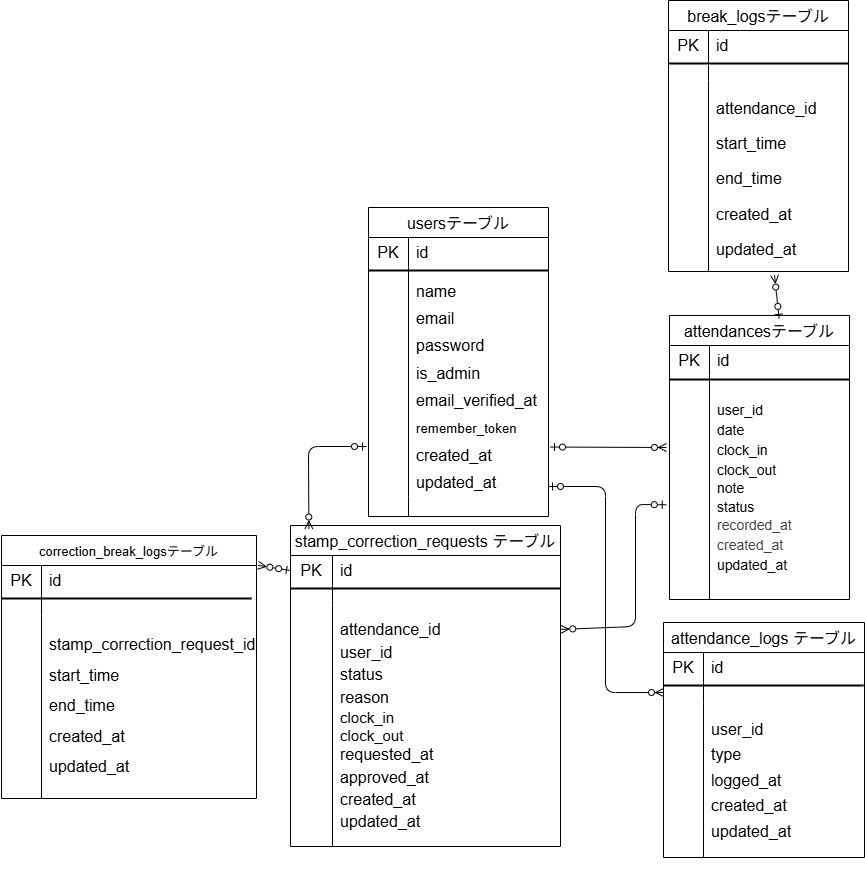 break_logsテーブル
PK id
attendance_id
start_time
end_time
created_at
updated_at
usersテーブル
PK id
name
email
password
is_admin
email_verified_at
remember_token
created_at
updated_at
attendancesテーブル
PK id
user_id
date
clock_in
clock_out
note
status
recorded_at
created_at
updated_at
correction_break_logsテーブル
PK id
stamp_correction_request_id
start_time
end_time
created_at
updated_at
stamp_correction_requests テーブル
PK id
attendance_id
user_id
status
reason
clock_in
clock_out
requested_at
approved_at
created_at
updated_at
attendance_logs テーブル
PK id
user_id
type
logged_at
created_at
updated_at